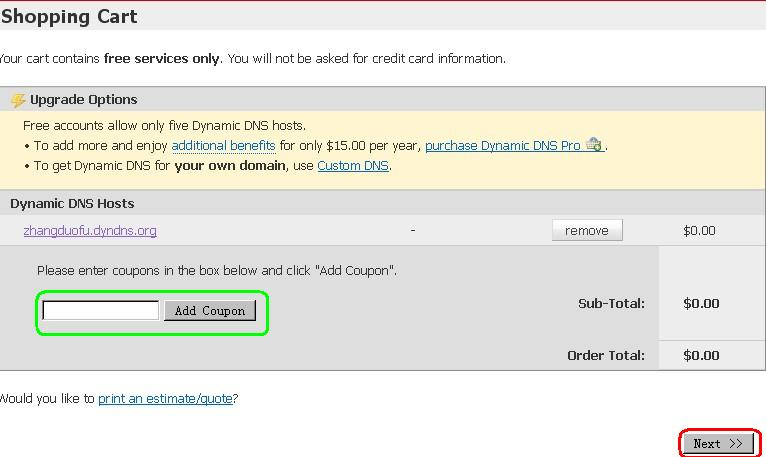 Shopping Cart
Your cart contains free services only. You will not be asked for credit card information.
Upgrade Options
Free accounts allow only five Dynamic DNS hosts.
• To add more and enjoy additional benefits for only $15.00 per year, purchase Dynamic DNS Pro.
• To get Dynamic DNS for your own domain, use Custom DNS.
Dynamic DNS Hosts
zhangduofu.dyndns.org - remove $0.00
Please enter coupons in the box below and click "Add Coupon".
Add Coupon Sub-Total: $0.00
Order Total: $0.00
Would you like to print an estimate/quote?
Next >>